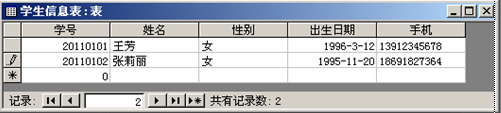 学生信息表:表
学号 姓名 性别 出生日期 手机
20110101 王芳 女 1996-3-12 13912345678
20110102 张莉丽 女 1995-11-20 18691827364
0
记录: 2 共有记录数: 2